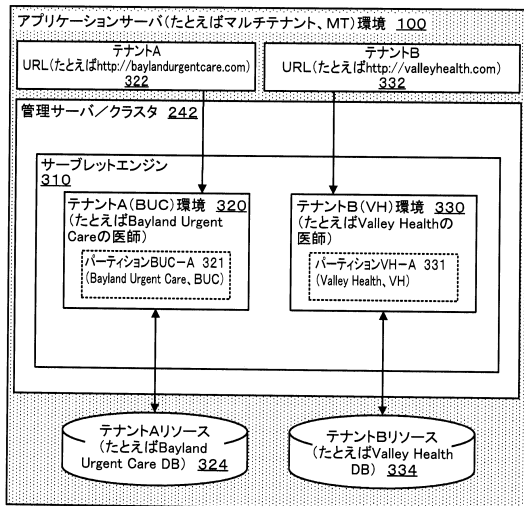 アプリケーションサーバ(たとえばマルチテナント、MT)環境 100
テナントA
URL(たとえばhttp://baylandurgentcare.com)
322
テナントB
URL(たとえばhttp://valleyhealth.com)
332
管理サーバ/クラスタ 242
サーブレットエンジン
310
テナントA(BUC)環境 320
(たとえばBayland Urgent
Careの医師)
パーティションBUC-A 321
(Bayland Urgent Care、BUC)
テナントB(VH)環境 330
(たとえばValley Healthの
医師)
パーティションVH-A 331
(Valley Health、VH)
テナントAリソース
(たとえばBayland
Urgent Care DB) 324
テナントBリソース
(たとえばValley Health
DB) 334